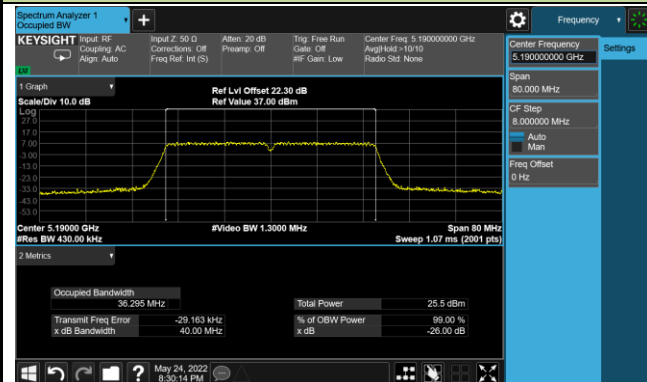 Spectrum Analyzer 1
Occupied BW
Frequency
KEYSIGHT
Input: RF
Coupling: AC
Align: Auto
Input Z: 50 Ω
Corrections: Off
Freq Ref: Int (S)
Atten: 20 dB
Preamp: Off
Trig: Free Run
Gate: Off
#IF Gain: Low
Center Freq: 5.190000000 GHz
Avg|Hold:>10/10
Radio Std: None
Center Frequency
5.190000000 GHz
Settings
Span
80.000 MHz
CF Step
8.000000 MHz
Auto
Man
Freq Offset
0 Hz
1 Graph
Scale/Div 10.0 dB
Ref Lvl Offset 22.30 dB
Ref Value 37.00 dBm
Log
27.0
17.0
7.00
-3.00
-13.0
-23.0
-33.0
-43.0
-53.0
Center 5.19000 GHz
#Video BW 1.3000 MHz
Span 80 MHz
#Res BW 430.00 kHz
Sweep 1.07 ms (2001 pts)
2 Metrics
Occupied Bandwidth
36.295 MHz
Total Power 25.5 dBm
Transmit Freq Error -29.163 kHz
% of OBW Power 99.00 %
x dB Bandwidth 40.00 MHz
x dB -26.00 dB
May 24, 2022
8:30:14 PM